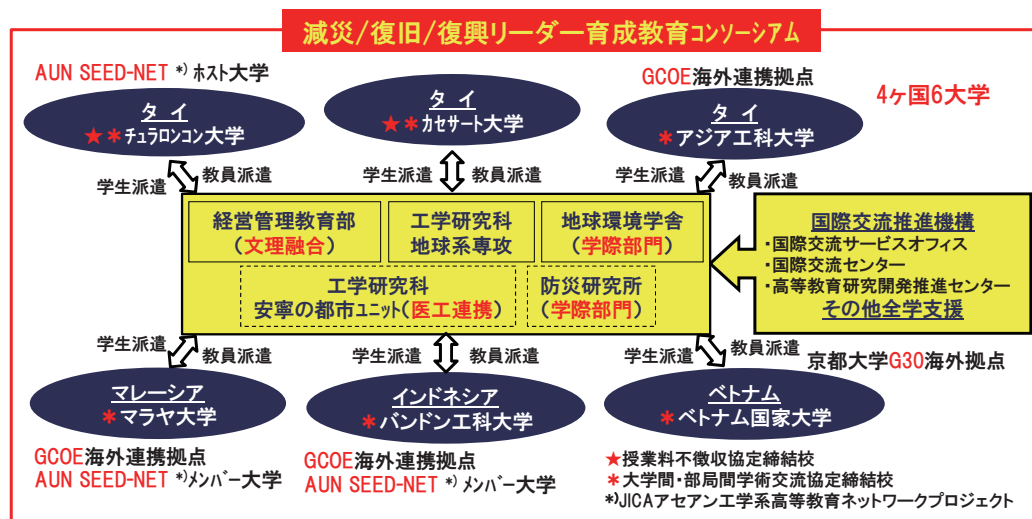 減災/復旧/復興リーダー育成教育コンソーシアム
AUN SEED-NET *) ホスト大学
GCOE海外連携拠点
4ヶ国6大学
タイ
★*チュラロンコン大学
タイ
★*カセサート大学
タイ
*アジア工科大学
学生派遣 教員派遣
学生派遣 教員派遣
学生派遣 教員派遣
経営管理教育部
(文理融合)
工学研究科
地球系専攻
地球環境学舎
(学際部門)
工学研究科
安寧の都市ユニット(医工連携)
防災研究所
(学際部門)
国際交流推進機構
・国際交流サービスオフィス
・国際交流センター
・高等教育研究開発推進センター
その他全学支援
学生派遣 教員派遣
学生派遣 教員派遣
学生派遣 教員派遣
京都大学G30海外拠点
マレーシア
*マラヤ大学
インドネシア
*バンドン工科大学
ベトナム
*ベトナム国家大学
GCOE海外連携拠点
AUN SEED-NET *)メンバー大学
GCOE海外連携拠点
AUN SEED-NET *) メンバー大学
★授業料不徴収協定締結校
*大学間・部局間学術交流協定締結校
*)JICAアセアン工学系高等教育ネットワークプロジェクト